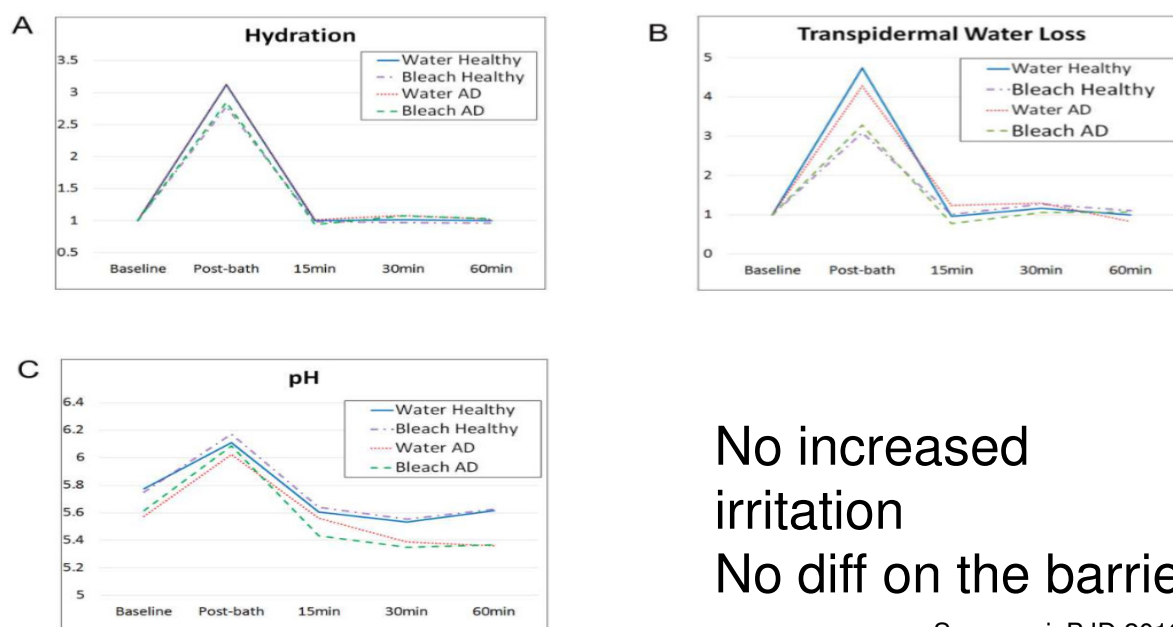 A
Hydration
3.5
3
2.5
2
1.5
1
0.5
Water Healthy
Bleach Healthy
Water AD
Bleach AD
Baseline Post-bath 15min 30min 60min
B
Transpidermal Water Loss
5
4
3
2
1
0
Water Healthy
Bleach Healthy
Water AD
Bleach AD
Baseline Post-bath 15min 30min 60min
C
pH
6.4
6.2
6
5.8
5.6
5.4
5.2
5
Water Healthy
Bleach Healthy
Water AD
Bleach AD
Baseline Post-bath 15min 30min 60min
No increased
irritation
No diff on the barrie